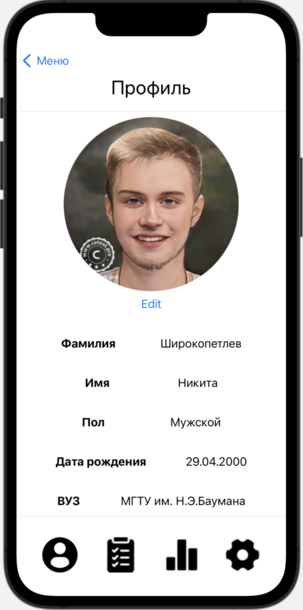 Меню
Профиль
Edit
Фамилия Широкопетлев
Имя Никита
Пол Мужской
Дата рождения 29.04.2000
ВУЗ МГТУ им. Н.Э.Баумана